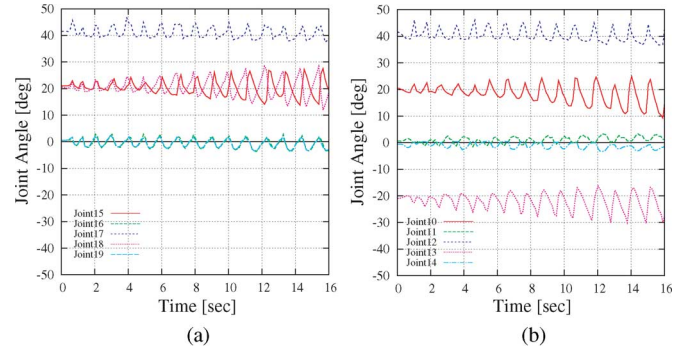 50
40
30
20
10
0
-10
-20
-30
-40
-50
Joint Angle [deg]
Joint15
Joint16
Joint17
Joint18
Joint19
0 2 4 6 8 10 12 14 16
Time [sec]
(a)
50
40
30
20
10
0
-10
-20
-30
-40
-50
Joint Angle [deg]
Joint10
Joint11
Joint12
Joint13
Joint14
0 2 4 6 8 10 12 14 16
Time [sec]
(b)